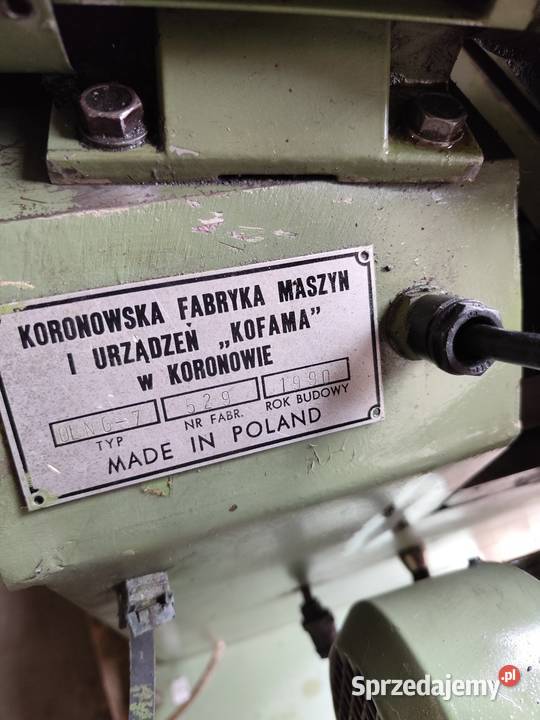 KORONOWSKA FABRYKA MASZYN
I URZĄDZEŃ „KOFAMA”
W KORONOWIE
529 1990
TYP NR FABR. ROK BUDOWY
MADE IN POLAND
Sprzedajemy.pl